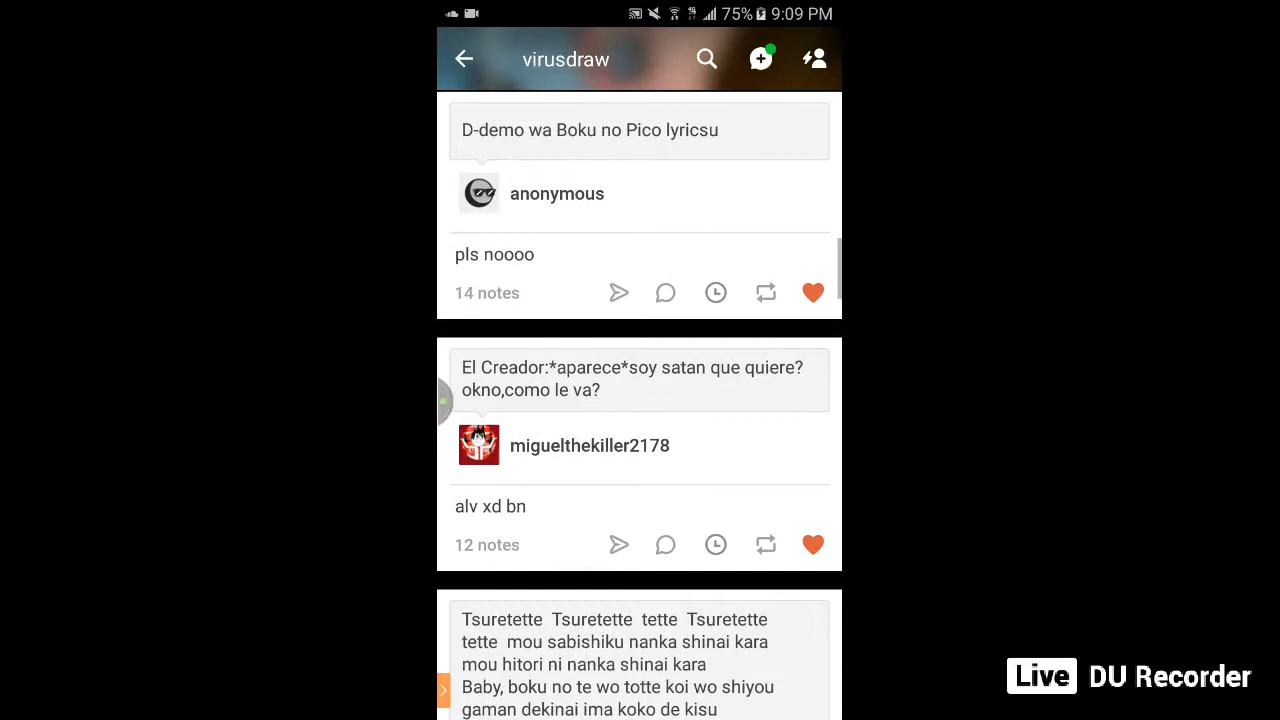 75% 9:09 PM
virusdraw
D-demo wa Boku no Pico lyricsu
anonymous
pls noooo
14 notes
El Creador:*aparece*soy satan que quiere?
okno,como le va?
miguelthekiller2178
alv xd bn
12 notes
Tsuretette Tsuretette tette Tsuretette
tette mou sabishiku nanka shinai kara
mou hitori ni nanka shinai kara
Baby, boku no te wo totte koi wo shiyou
gaman dekinai ima koko de kisu
Live DU Recorder